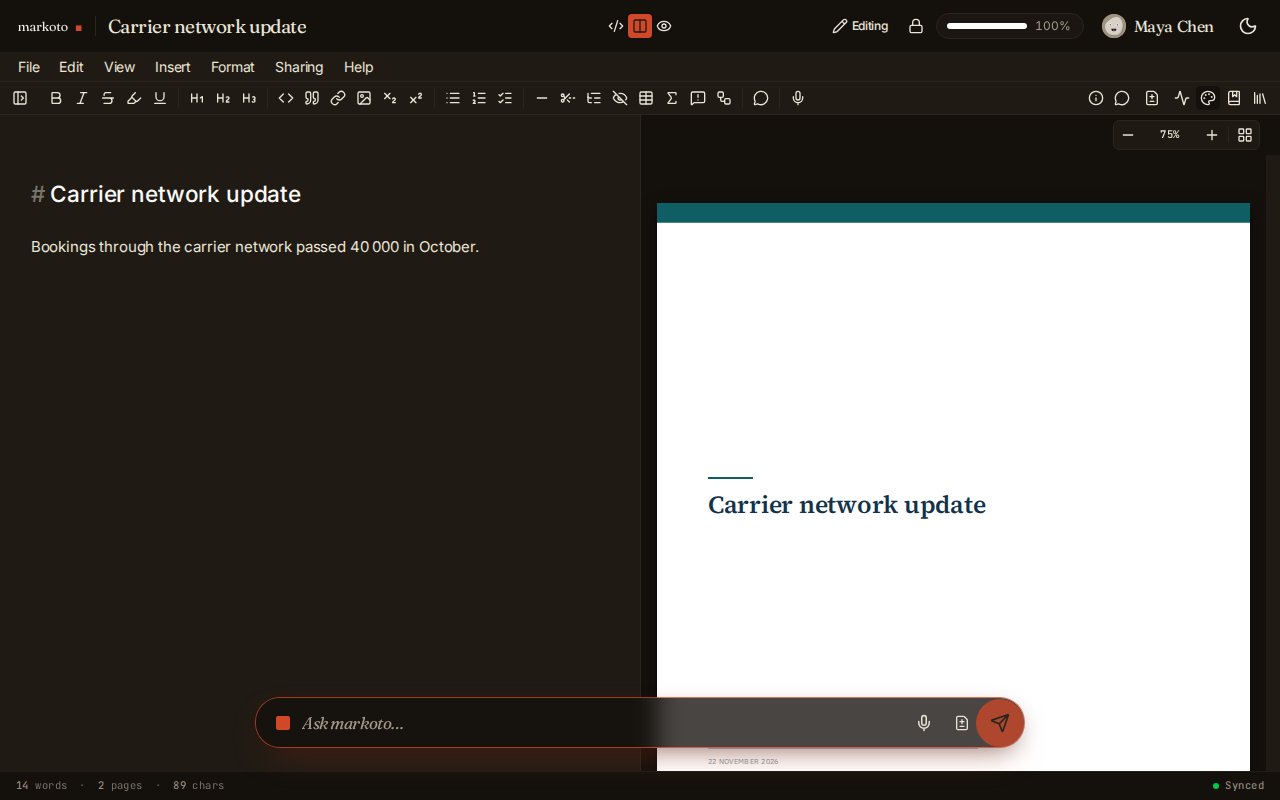 markoto
Carrier network update
Editing
100%
Maya Chen
File Edit View Insert Format Sharing Help
H1 H2 H3
75%
# Carrier network update
Bookings through the carrier network passed 40 000 in October.
Carrier network update
Ask markoto...
22 NOVEMBER 2026
14 words · 2 pages · 89 chars
Synced